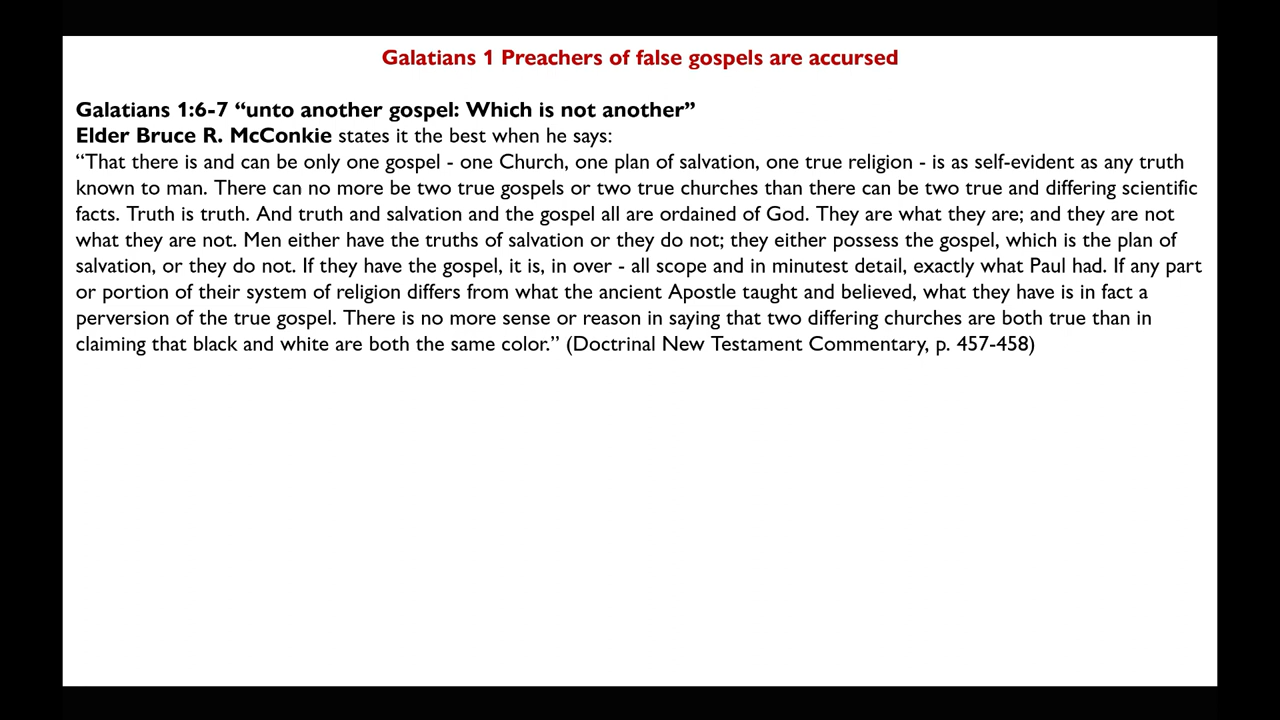 Galatians 1 Preachers of false gospels are accursed
Galatians 1:6-7 “unto another gospel: Which is not another”
Elder Bruce R. McConkie states it the best when he says:
“That there is and can be only one gospel - one Church, one plan of salvation, one true religion - is as self-evident as any truth
known to man. There can no more be two true gospels or two true churches than there can be two true and differing scientific
facts. Truth is truth. And truth and salvation and the gospel all are ordained of God. They are what they are; and they are not
what they are not. Men either have the truths of salvation or they do not; they either possess the gospel, which is the plan of
salvation, or they do not. If they have the gospel, it is, in over - all scope and in minutest detail, exactly what Paul had. If any part
or portion of their system of religion differs from what the ancient Apostle taught and believed, what they have is in fact a
perversion of the true gospel. There is no more sense or reason in saying that two differing churches are both true than in
claiming that black and white are both the same color.” (Doctrinal New Testament Commentary, p. 457-458)